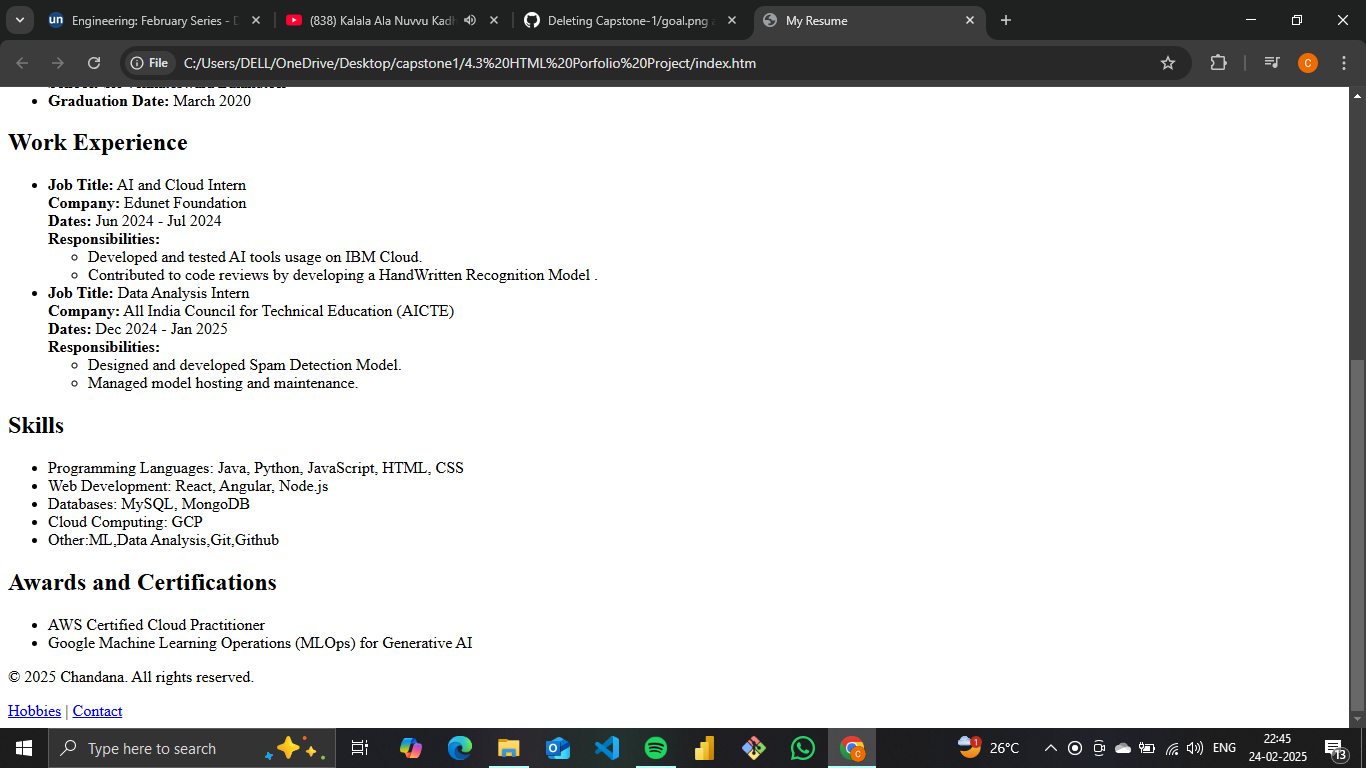 Engineering: February Series - D
(838) Kalala Ala Nuvvu Kadh
Deleting Capstone-1/goal.png a
My Resume
File
C:/Users/DELL/OneDrive/Desktop/capstone1/4.3%20HTML%20Porfolio%20Project/index.htm
C
Graduation Date: March 2020
Work Experience
Job Title: AI and Cloud Intern
Company: Edunet Foundation
Dates: Jun 2024 - Jul 2024
Responsibilities:
Developed and tested AI tools usage on IBM Cloud.
Contributed to code reviews by developing a HandWritten Recognition Model .
Job Title: Data Analysis Intern
Company: All India Council for Technical Education (AICTE)
Dates: Dec 2024 - Jan 2025
Responsibilities:
Designed and developed Spam Detection Model.
Managed model hosting and maintenance.
Skills
Programming Languages: Java, Python, JavaScript, HTML, CSS
Web Development: React, Angular, Node.js
Databases: MySQL, MongoDB
Cloud Computing: GCP
Other:ML,Data Analysis,Git,Github
Awards and Certifications
AWS Certified Cloud Practitioner
Google Machine Learning Operations (MLOps) for Generative AI
© 2025 Chandana. All rights reserved.
Hobbies | Contact
Type here to search
26°C
ENG
22:45
24-02-2025
13